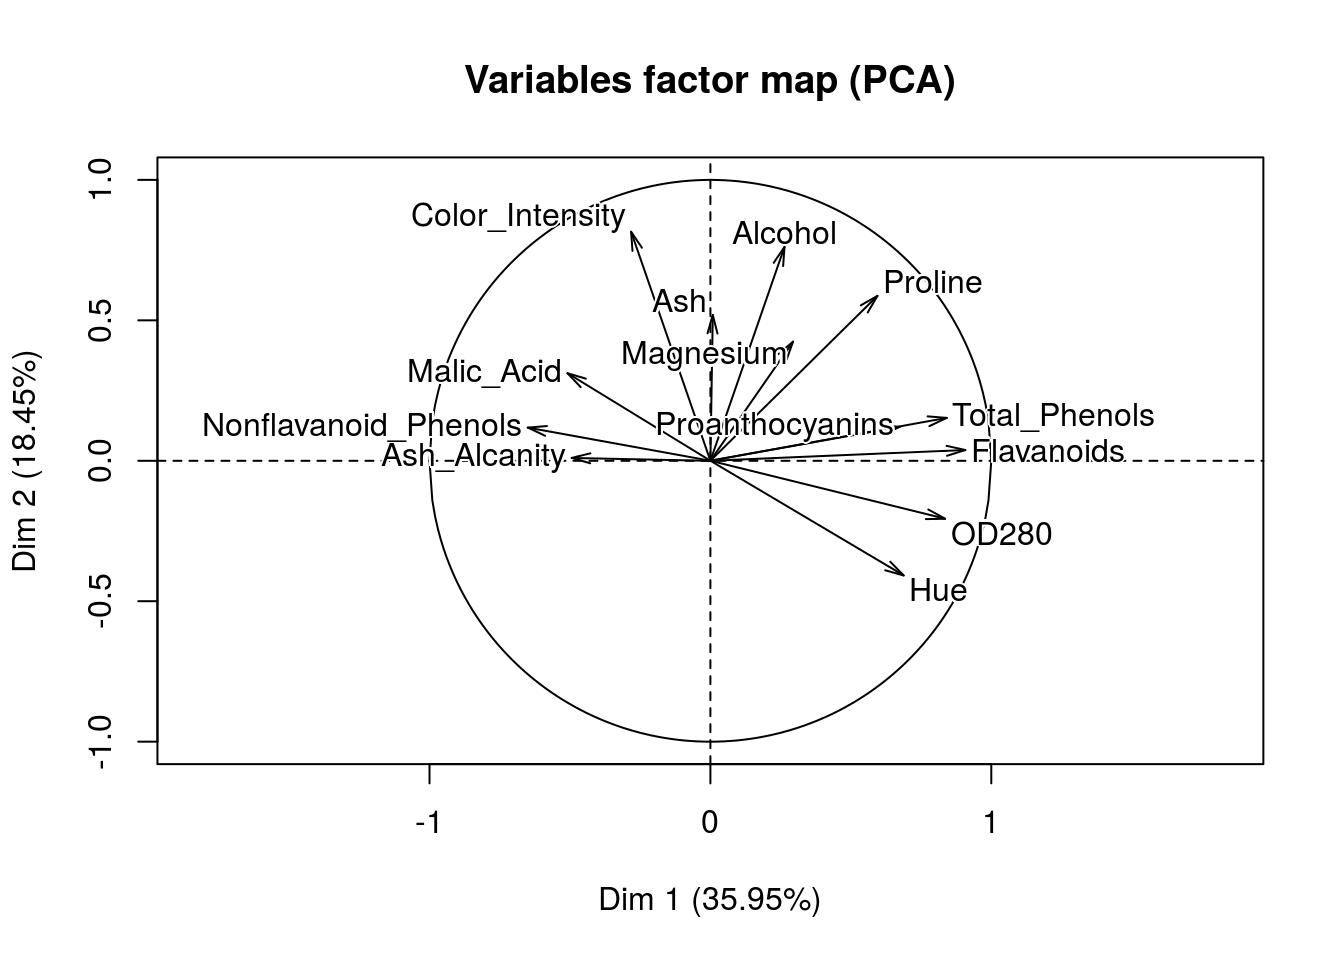 Variables factor map (PCA)
Color_Intensity
Alcohol
Proline
Ash
Magnesium
Malic_Acid
Nonflavanoid_Phenols
Proanthocyanins
Total_Phenols
Ash_Alcanity
Flavanoids
OD280
Hue
1.0
0.5
0.0
-0.5
-1.0
Dim 2 (18.45%)
-1
0
1
Dim 1 (35.95%)